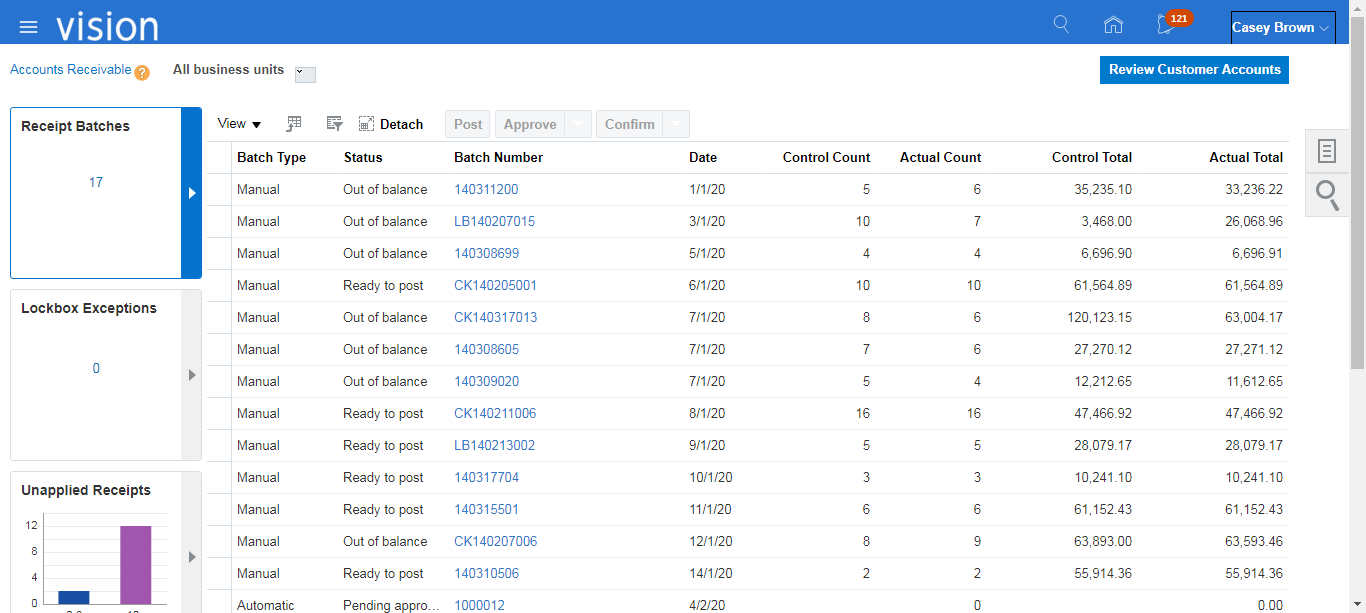 vision
121
Casey Brown
Accounts Receivable ?
All business units
Review Customer Accounts
Receipt Batches
17
Lockbox Exceptions
0
Unapplied Receipts
12
8
4
0
View
Detach
Post
Approve
Confirm
Batch Type Status Batch Number Date Control Count Actual Count Control Total Actual Total
Manual Out of balance 140311200 1/1/20 5 6 35,235.10 33,236.22
Manual Out of balance LB140207015 3/1/20 10 7 3,468.00 26,068.96
Manual Out of balance 140308699 5/1/20 4 4 6,696.90 6,696.91
Manual Ready to post CK140205001 6/1/20 10 10 61,564.89 61,564.89
Manual Out of balance CK140317013 7/1/20 8 6 120,123.15 63,004.17
Manual Out of balance 140308605 7/1/20 7 6 27,270.12 27,271.12
Manual Out of balance 140309020 7/1/20 5 4 12,212.65 11,612.65
Manual Ready to post CK140211006 8/1/20 16 16 47,466.92 47,466.92
Manual Ready to post LB140213002 9/1/20 5 5 28,079.17 28,079.17
Manual Ready to post 140317704 10/1/20 3 3 10,241.10 10,241.10
Manual Ready to post 140315501 11/1/20 6 6 61,152.43 61,152.43
Manual Out of balance CK140207006 12/1/20 8 9 63,893.00 63,593.46
Manual Ready to post 140310506 14/1/20 2 2 55,914.36 55,914.36
Automatic Pending appro... 1000012 4/2/20 0 0.00